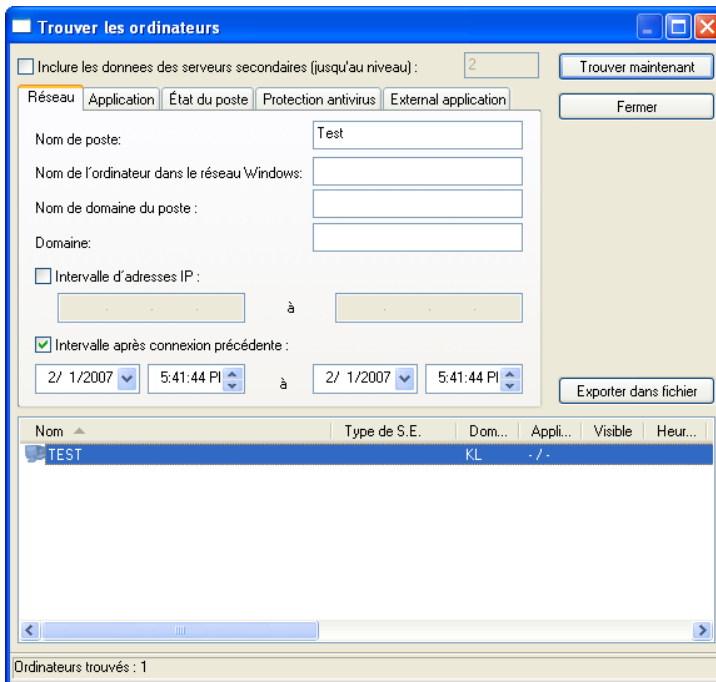 Trouver les ordinateurs
Inclure les donnees des serveurs secondaires (jusqu'au niveau) : 2 Trouver maintenant
Réseau Application État du poste Protection antivirus External application
Fermer
Nom de poste: Test
Nom de l'ordinateur dans le réseau Windows:
Nom de domaine du poste :
Domaine:
Intervalle d'adresses IP :
. . . à . . .
Intervalle après connexion précédente :
2/ 1/2007 5:41:44 PI à 2/ 1/2007 5:41:44 PI
Exporter dans fichier
Nom Type de S.E. Dom... Appli... Visible Heur...
TEST KL - / -
Ordinateurs trouvés : 1